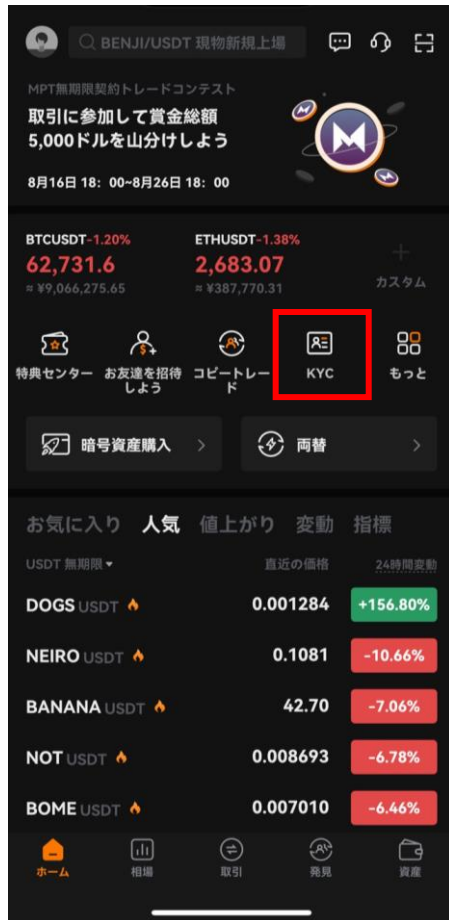 BENJI/USDT 現物新規上場
MPT無期限契約トレードコンテスト
取引に参加して賞金総額
5,000ドルを山分けしよう
8月16日 18：00~8月26日 18：00
BTCUSDT-1.20%
62,731.6
≈ ¥9,066,275.65
ETHUSDT-1.38%
2,683.07
≈ ¥387,770.31
カスタム
特典センター
お友達を招待
しよう
コピートレー
ド
KYC
もっと
暗号資産購入
両替
お気に入り 人気 値上がり 変動 指標
USDT 無期限 直近の価格 24時間変動
DOGS USDT 0.001284 +156.80%
NEIRO USDT 0.1081 -10.66%
BANANA USDT 42.70 -7.06%
NOT USDT 0.008693 -6.78%
BOME USDT 0.007010 -6.46%
ホーム 相場 取引 発見 資産